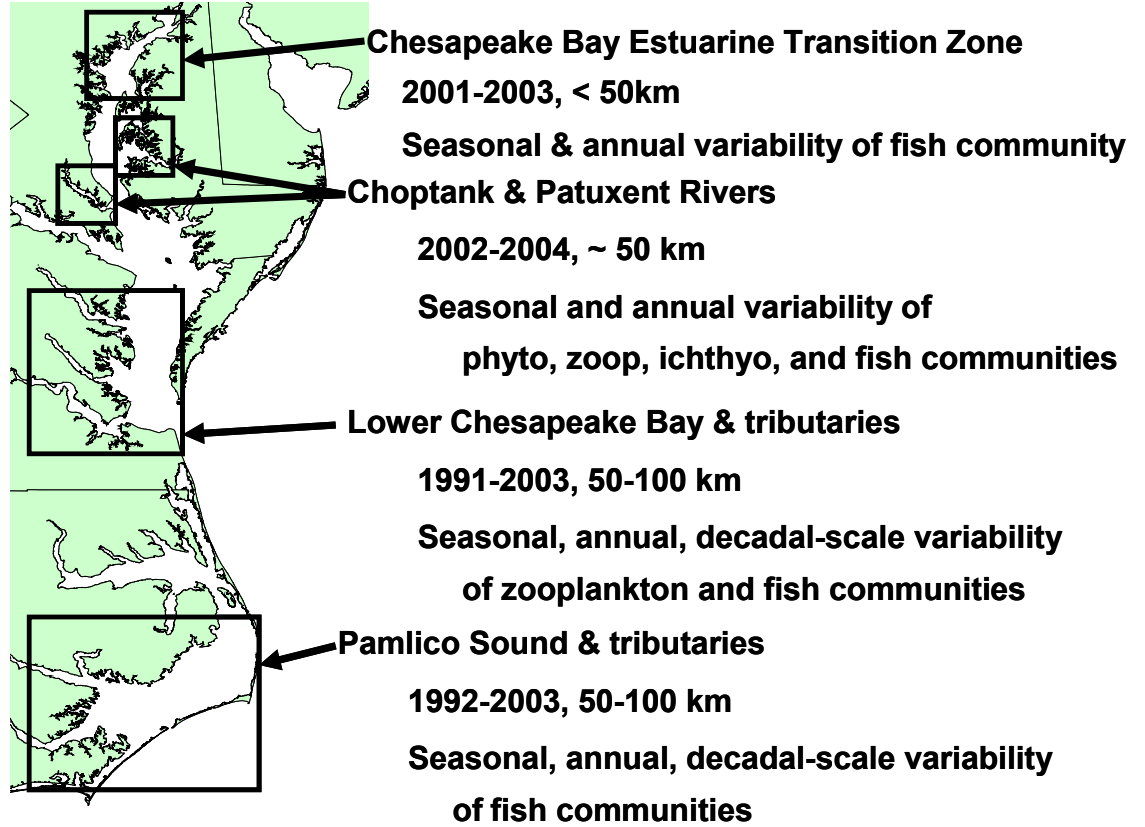 Chesapeake Bay Estuarine Transition Zone
2001-2003, < 50km
Seasonal & annual variability of fish community
Choptank & Patuxent Rivers
2002-2004, ~ 50 km
Seasonal and annual variability of
phyto, zoop, ichthyo, and fish communities
Lower Chesapeake Bay & tributaries
1991-2003, 50-100 km
Seasonal, annual, decadal-scale variability
of zooplankton and fish communities
Pamlico Sound & tributaries
1992-2003, 50-100 km
Seasonal, annual, decadal-scale variability
of fish communities